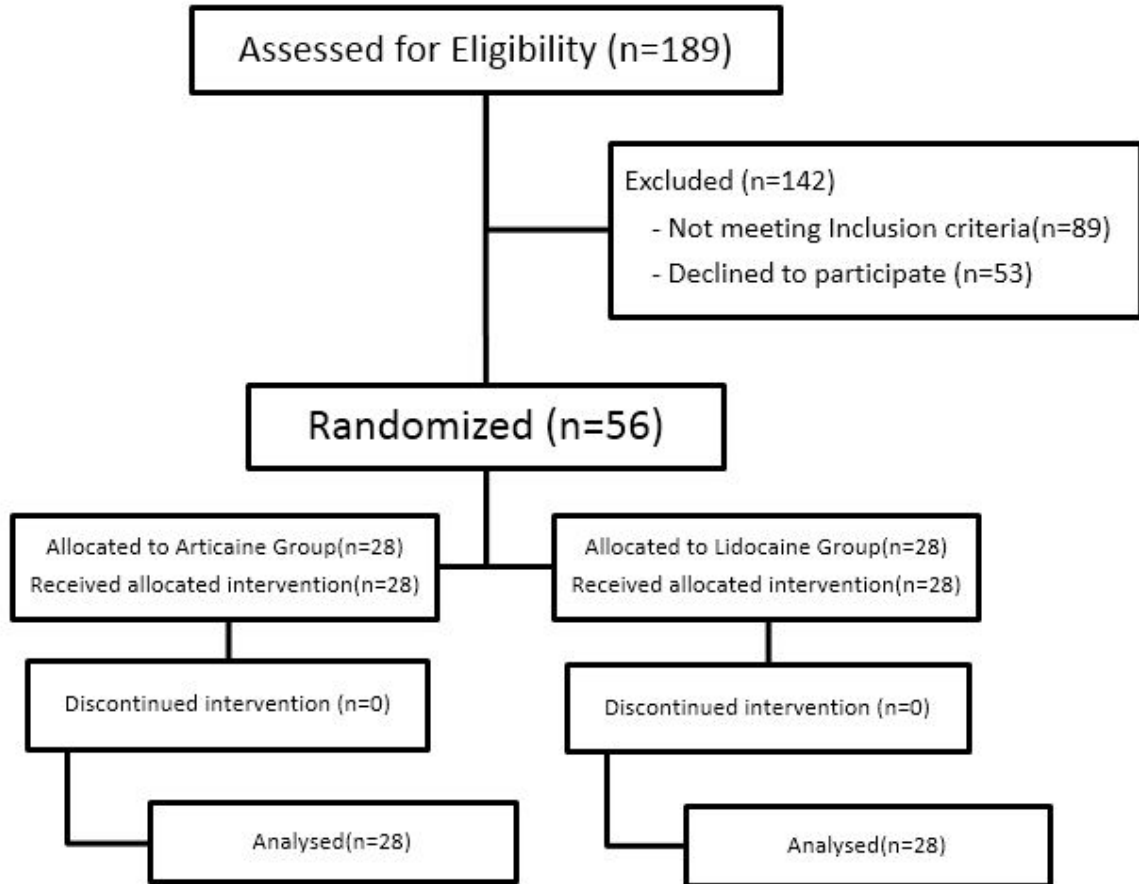 Assessed for Eligibility (n=189)
Excluded (n=142)
- Not meeting Inclusion criteria(n=89)
- Declined to participate (n=53)
Randomized (n=56)
Allocated to Articaine Group(n=28)
Received allocated intervention(n=28)
Allocated to Lidocaine Group(n=28)
Received allocated intervention(n=28)
Discontinued intervention (n=0)
Discontinued intervention (n=0)
Analysed(n=28)
Analysed(n=28)